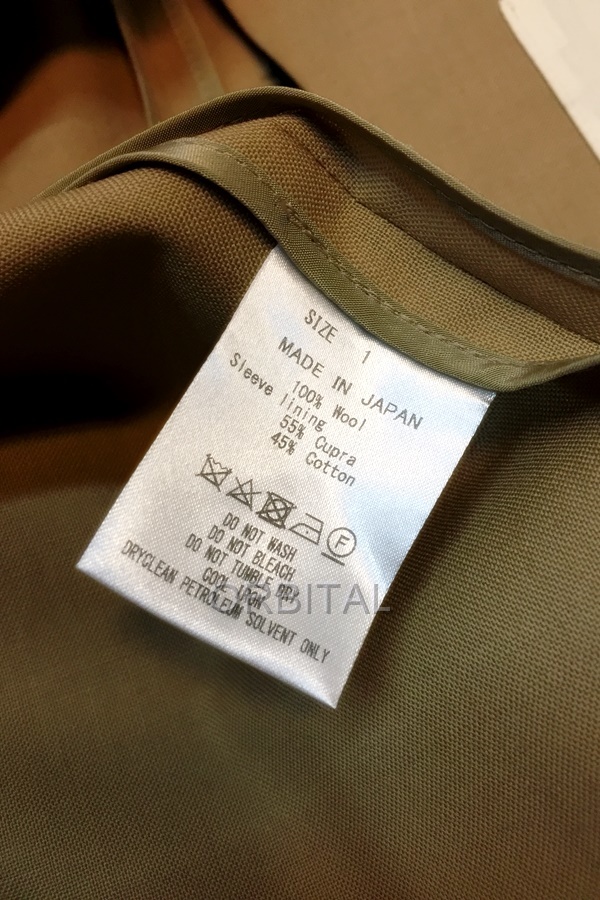 SIZE 1
MADE IN JAPAN
100% Wool
Sleeve lining
55% Cupra
45% Cotton
F
DO NOT WASH
DO NOT BLEACH
DO NOT TUMBLE DRY
COOL IRON
DRYCLEAN PETROLEUM SOLVENT ONLY
ORBITAL